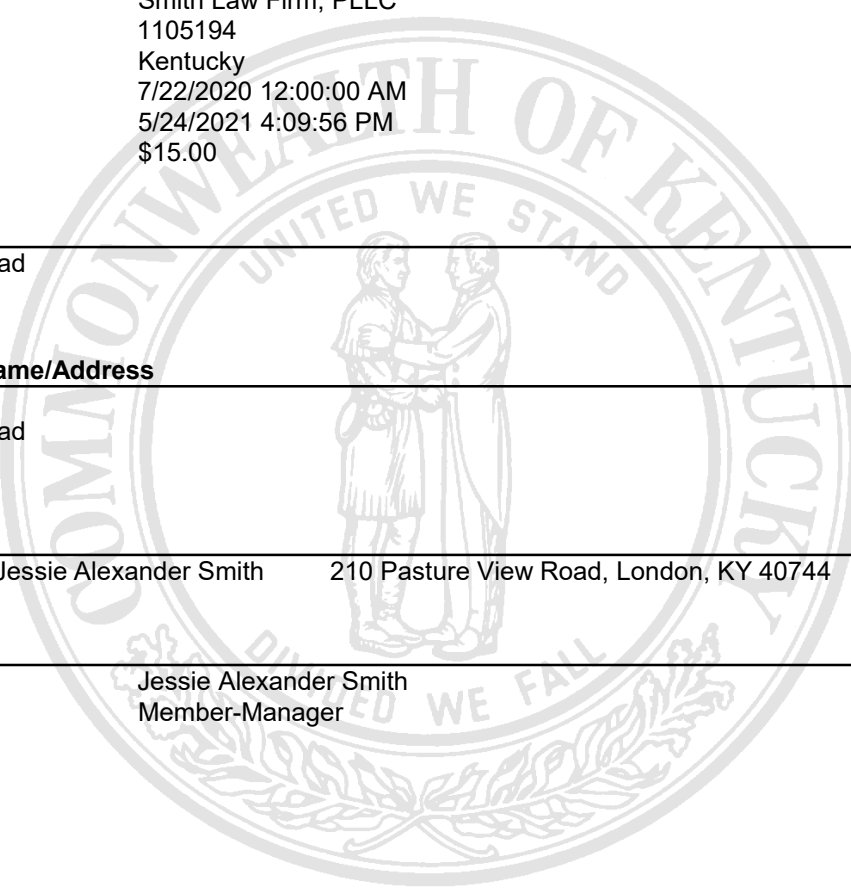 Smith Law Firm, PLLC
1105194
Kentucky
7/22/2020 12:00:00 AM
5/24/2021 4:09:56 PM
$15.00
COMMONWEALTH OF KENTUCKY
UNITED WE STAND
ad
ame/Address
ad
Jessie Alexander Smith 210 Pasture View Road, London, KY 40744
DIVIDED WE FALL
Jessie Alexander Smith
Member-Manager